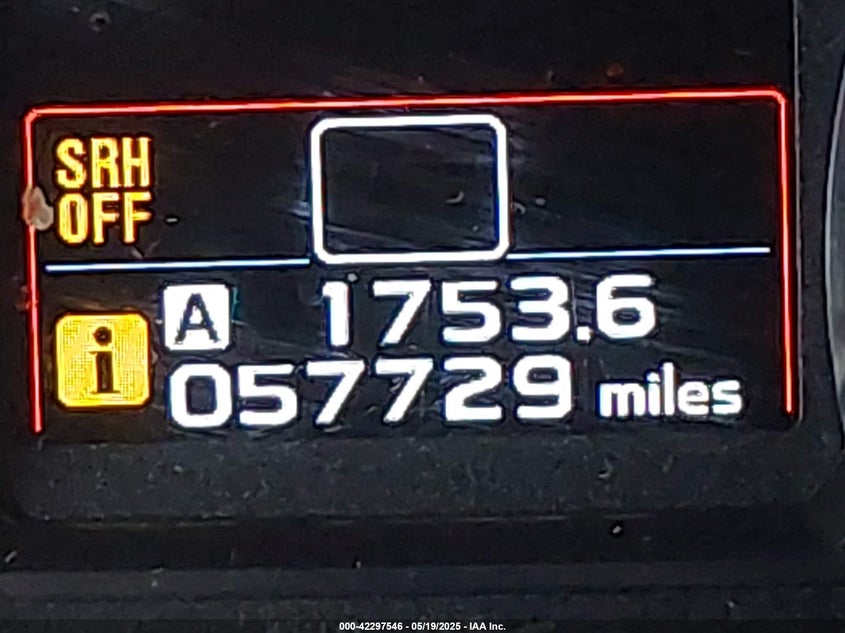 SRH
OFF
A 1753.6
i 057729 miles
000-42297546 - 05/19/2025 - IAA Inc.